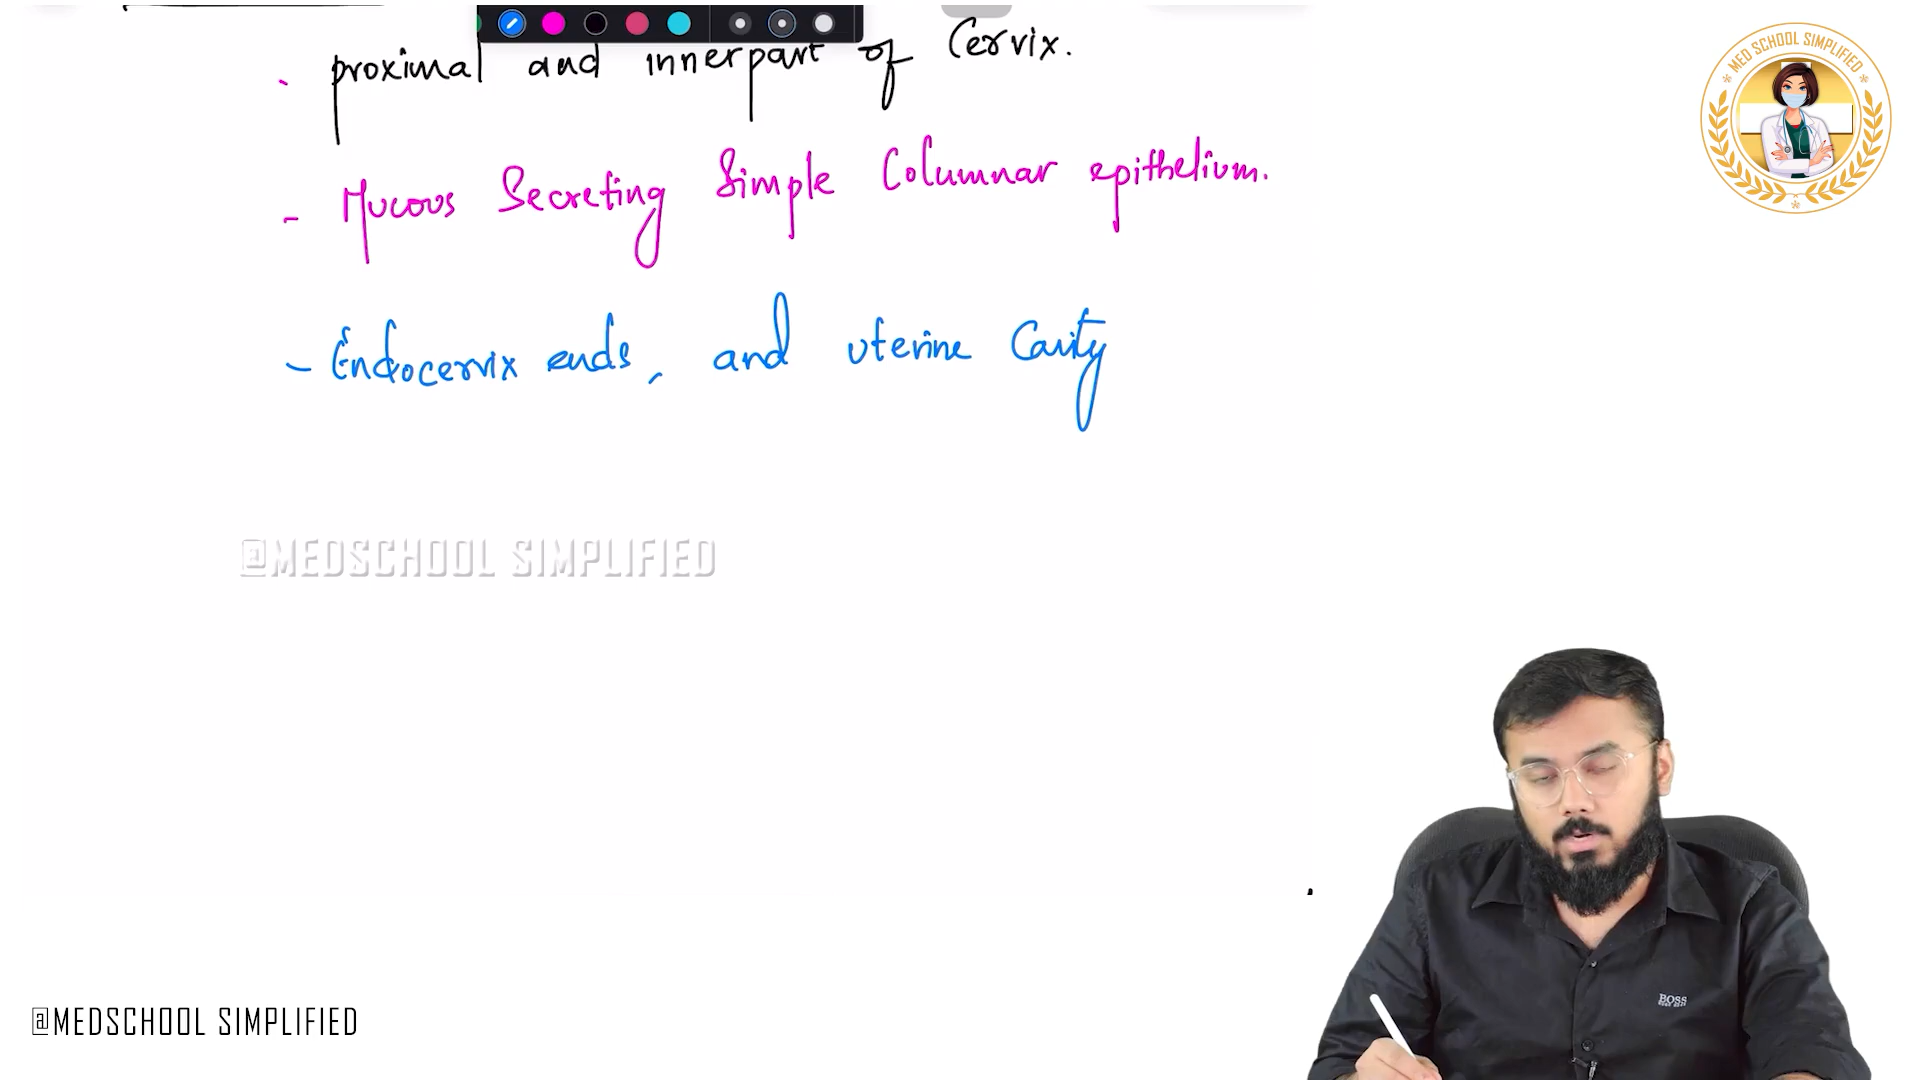 proximal and innerpart of Cervix.
- Mucous Secreting Simple Columnar epithelium.
- Endocervix ends, and uterine Cavity
@MEDSCHOOL SIMPLIFIED
@MEDSCHOOL SIMPLIFIED
MED SCHOOL SIMPLIFIED
BOSS